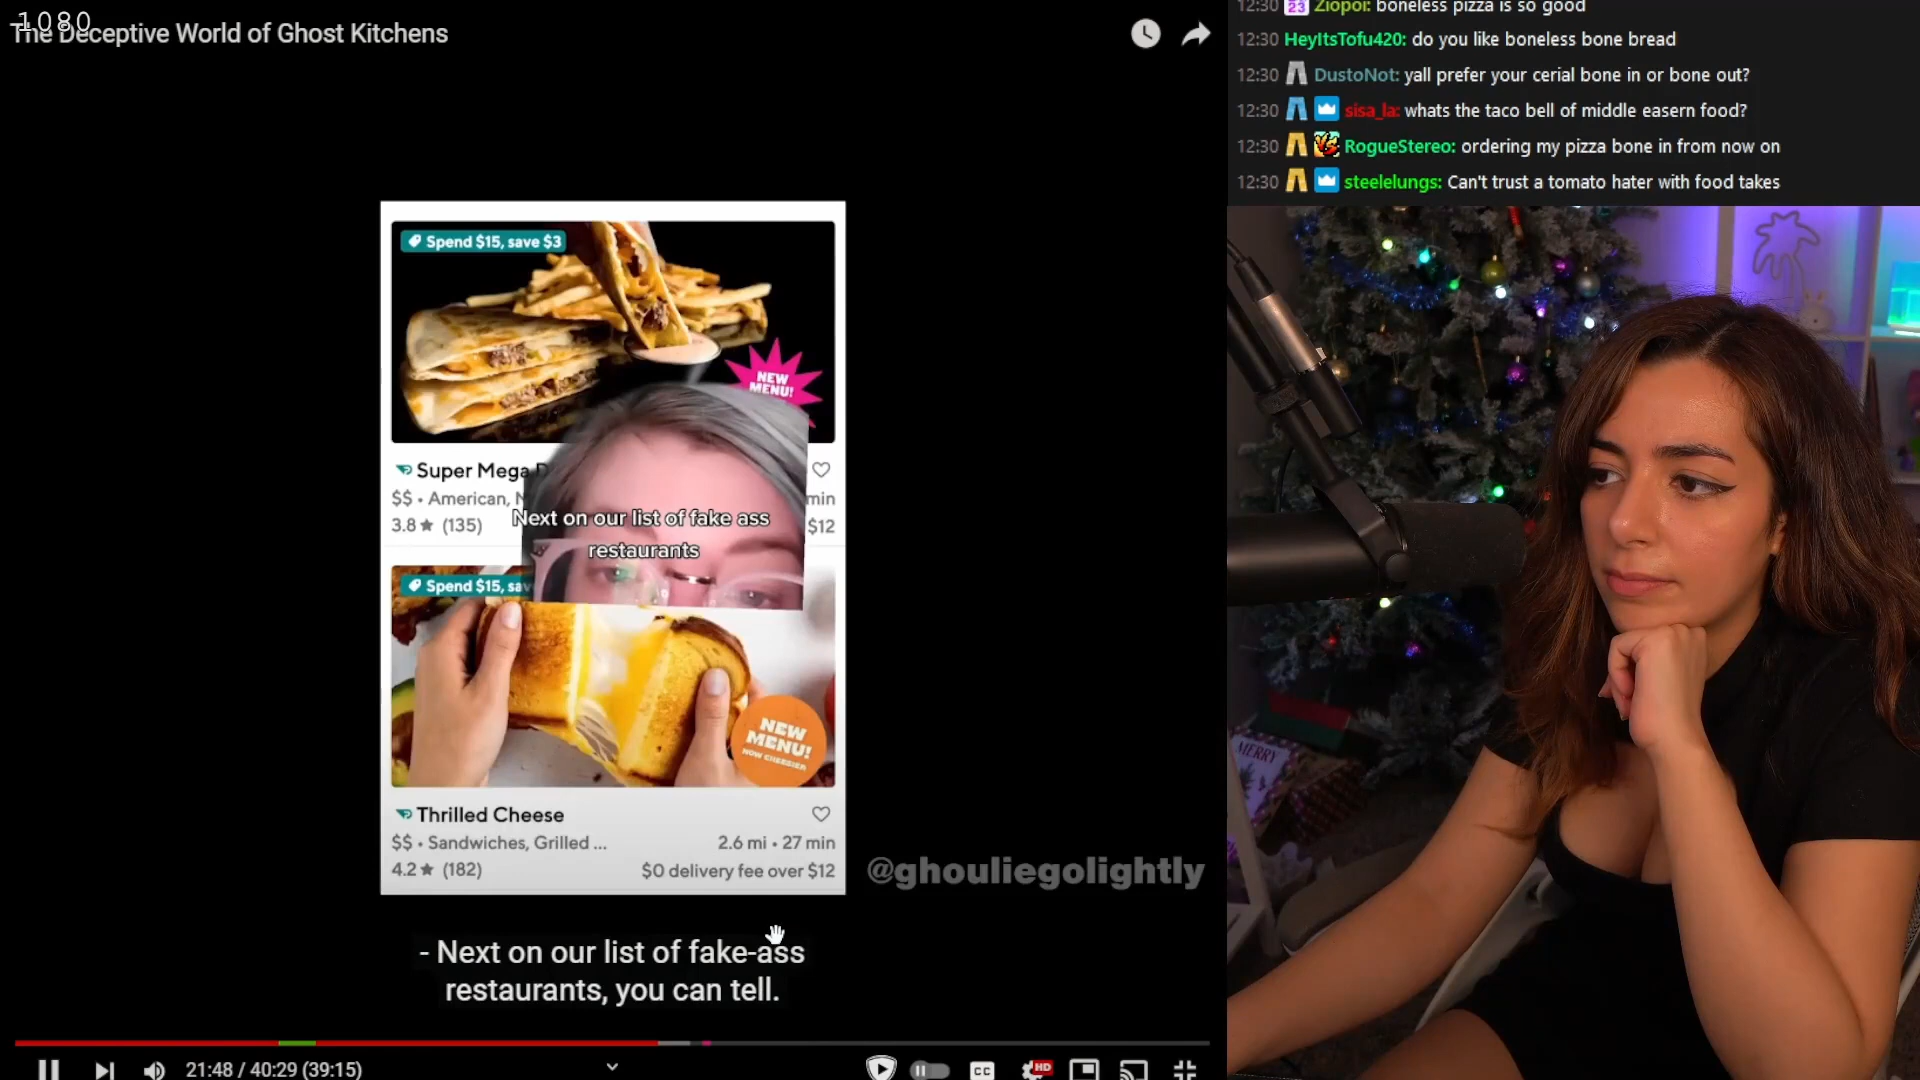 -1080
The Deceptive World of Ghost Kitchens
12:30 23 Ziopoi: boneless pizza is so good
12:30 HeyItsTofu420: do you like boneless bone bread
12:30 DustoNot: yall prefer your cerial bone in or bone out?
12:30 sisa_la: whats the taco bell of middle easern food?
12:30 RogueStereo: ordering my pizza bone in from now on
12:30 steelelungs: Can't trust a tomato hater with food takes
Spend $15, save $3
NEW
MENU!
Super Mega
$$ • American,
min
3.8 ★ (135)
$12
Next on our list of fake ass
restaurants
Spend $15, sav
NEW
MENU!
NOW CHEESIER
Thrilled Cheese
$$ • Sandwiches, Grilled ...
2.6 mi • 27 min
4.2 ★ (182)
$0 delivery fee over $12
@ghouliegolightly
- Next on our list of fake-ass
restaurants, you can tell.
21:48 / 40:29 (39:15)
CC
HD
MERRY